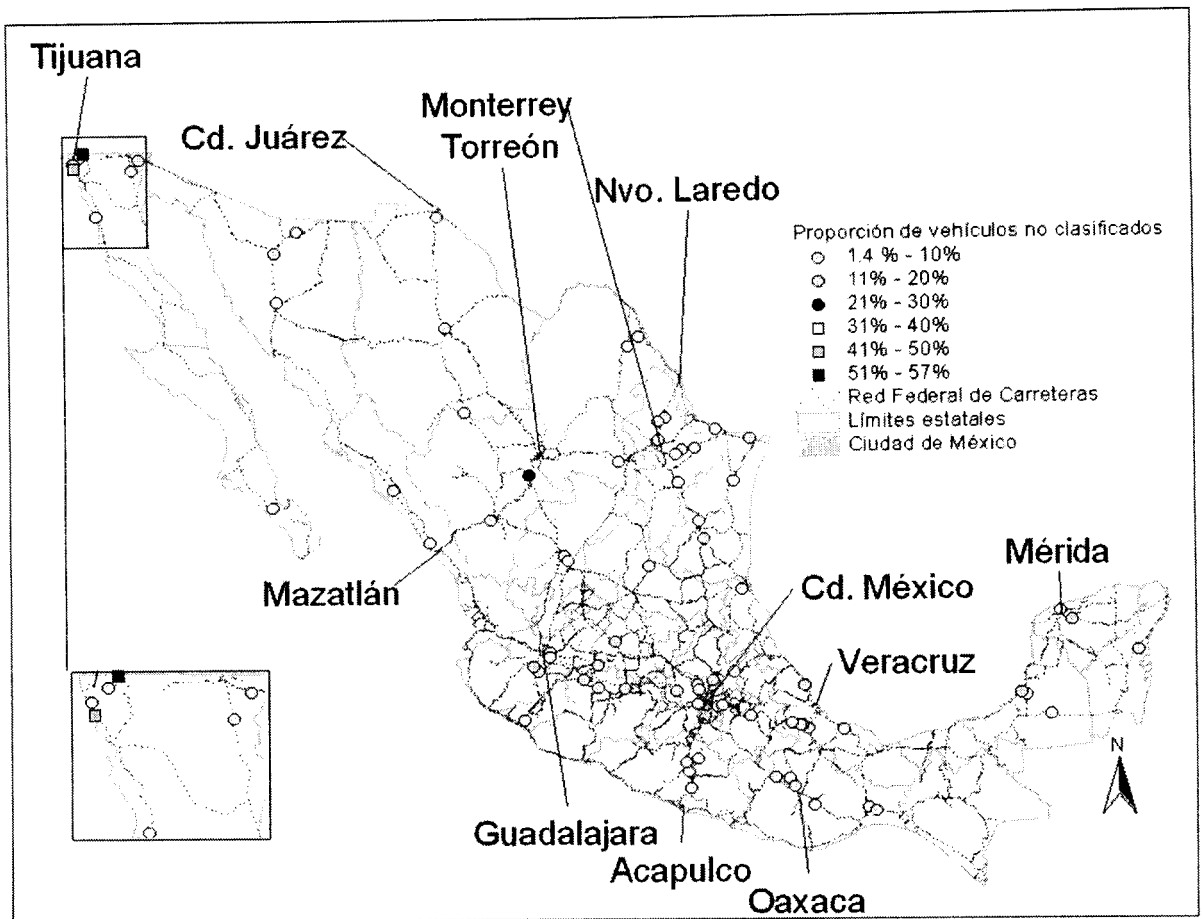 Tijuana
Cd. Juárez
Monterrey
Torreón
Nvo. Laredo
Proporción de vehículos no clasificados
1.4 % - 10%
11% - 20%
21% - 30%
31% - 40%
41% - 50%
51% - 57%
Red Federal de Carreteras
Límites estatales
Ciudad de México
Mazatlán
Cd. México
Mérida
Veracruz
N
Guadalajara
Acapulco
Oaxaca